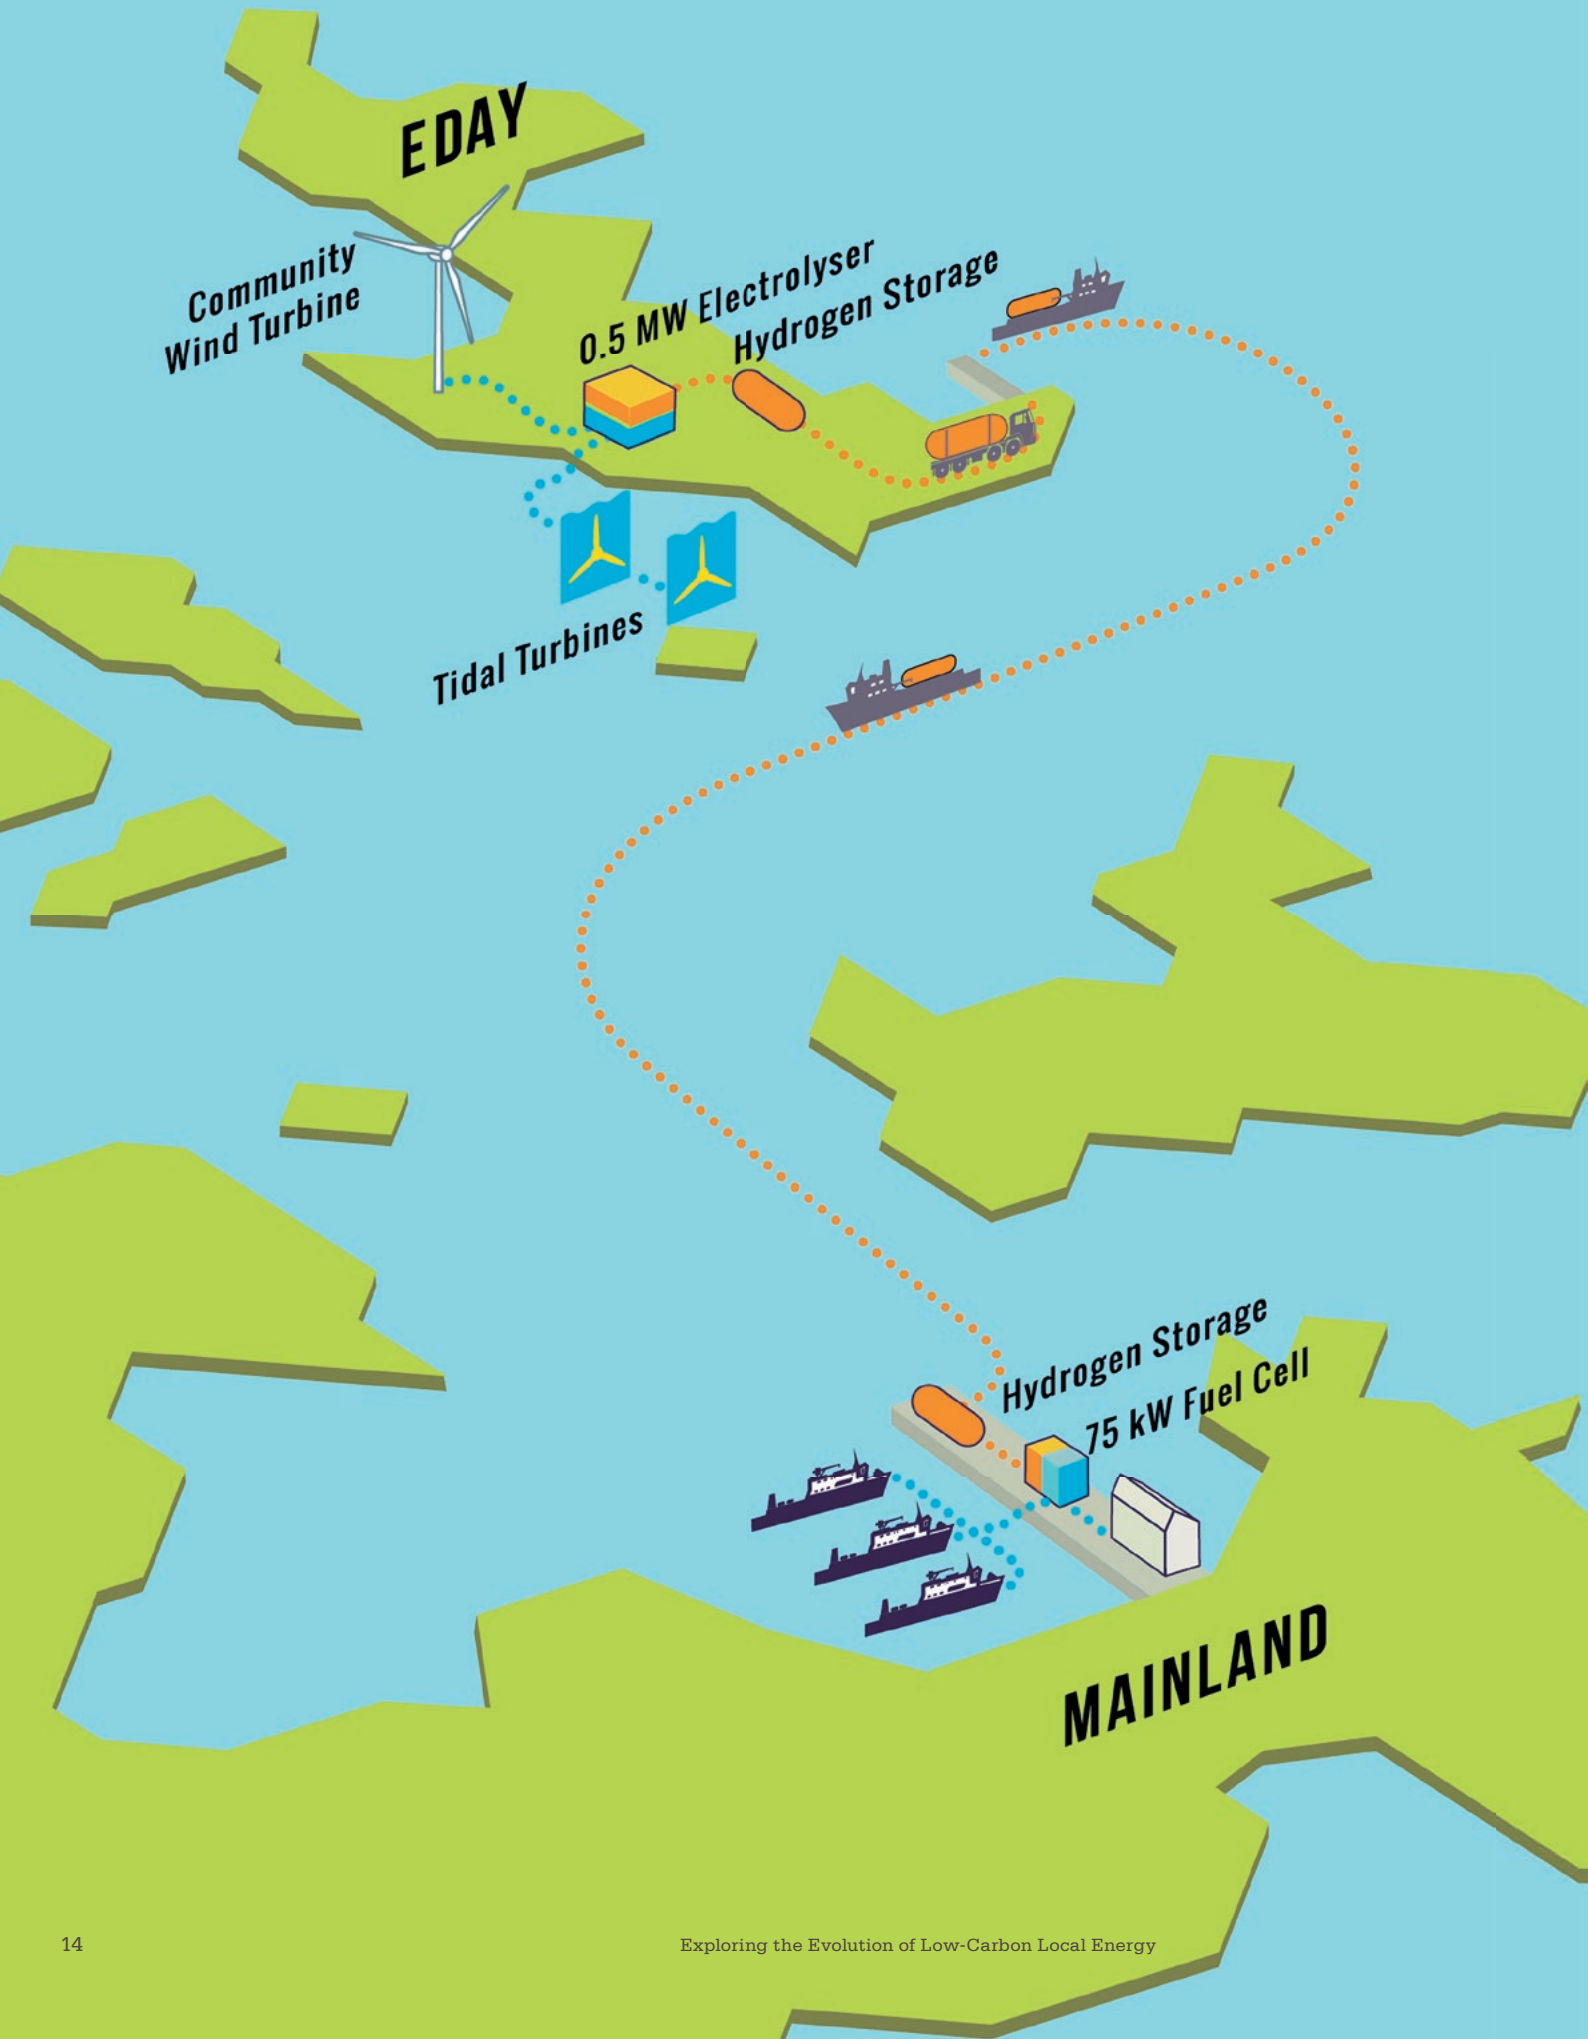 EDAY
Community
Wind Turbine
0.5 MW Electrolyser
Hydrogen Storage
Tidal Turbines
Hydrogen Storage
75 kW Fuel Cell
MAINLAND
14
Exploring the Evolution of Low-Carbon Local Energy